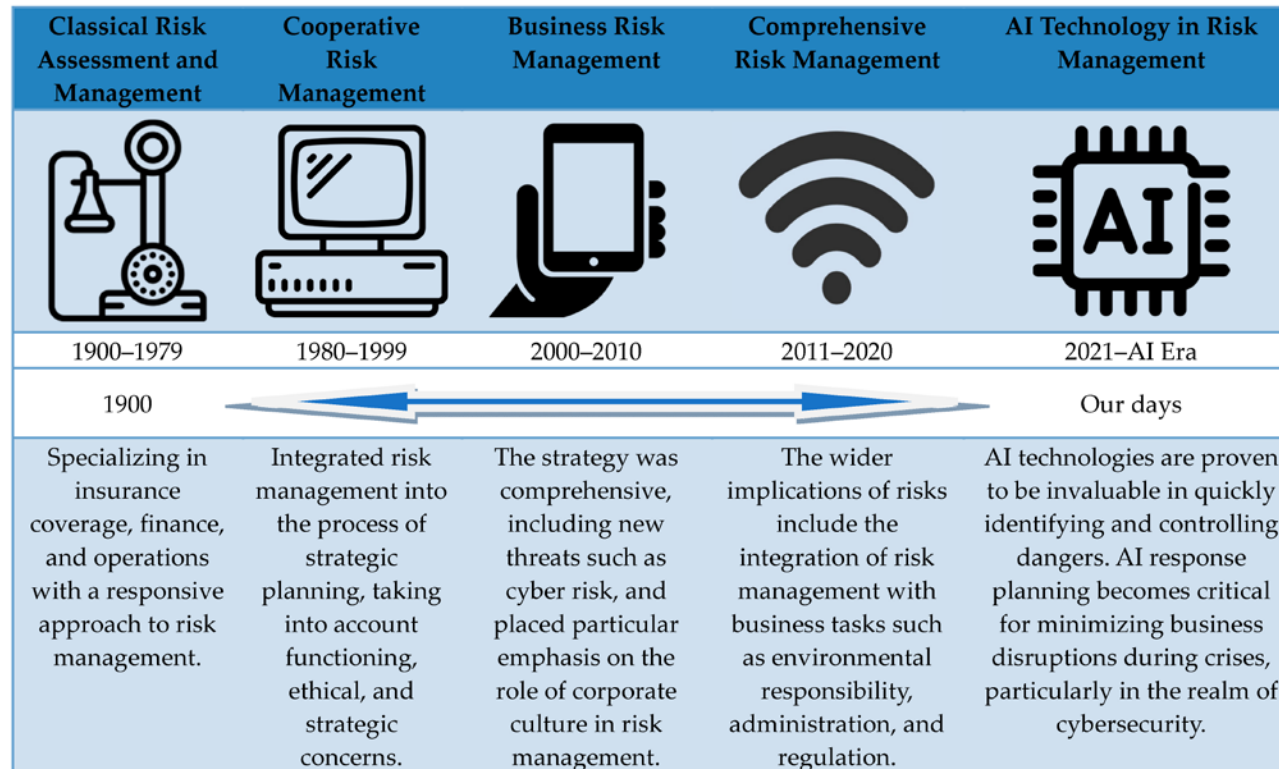 Classical Risk
Assessment and
Management
Cooperative
Risk
Management
Business Risk
Management
Comprehensive
Risk Management
AI Technology in Risk
Management
AI
1900–1979
1980–1999
2000–2010
2011–2020
2021–AI Era
1900
Our days
Specializing in
insurance
coverage, finance,
and operations
with a responsive
approach to risk
management.
Integrated risk
management into
the process of
strategic
planning, taking
into account
functioning,
ethical, and
strategic
concerns.
The strategy was
comprehensive,
including new
threats such as
cyber risk, and
placed particular
emphasis on the
role of corporate
culture in risk
management.
The wider
implications of risks
include the
integration of risk
management with
business tasks such
as environmental
responsibility,
administration, and
regulation.
AI technologies are proven
to be invaluable in quickly
identifying and controlling
dangers. AI response
planning becomes critical
for minimizing business
disruptions during crises,
particularly in the realm of
cybersecurity.